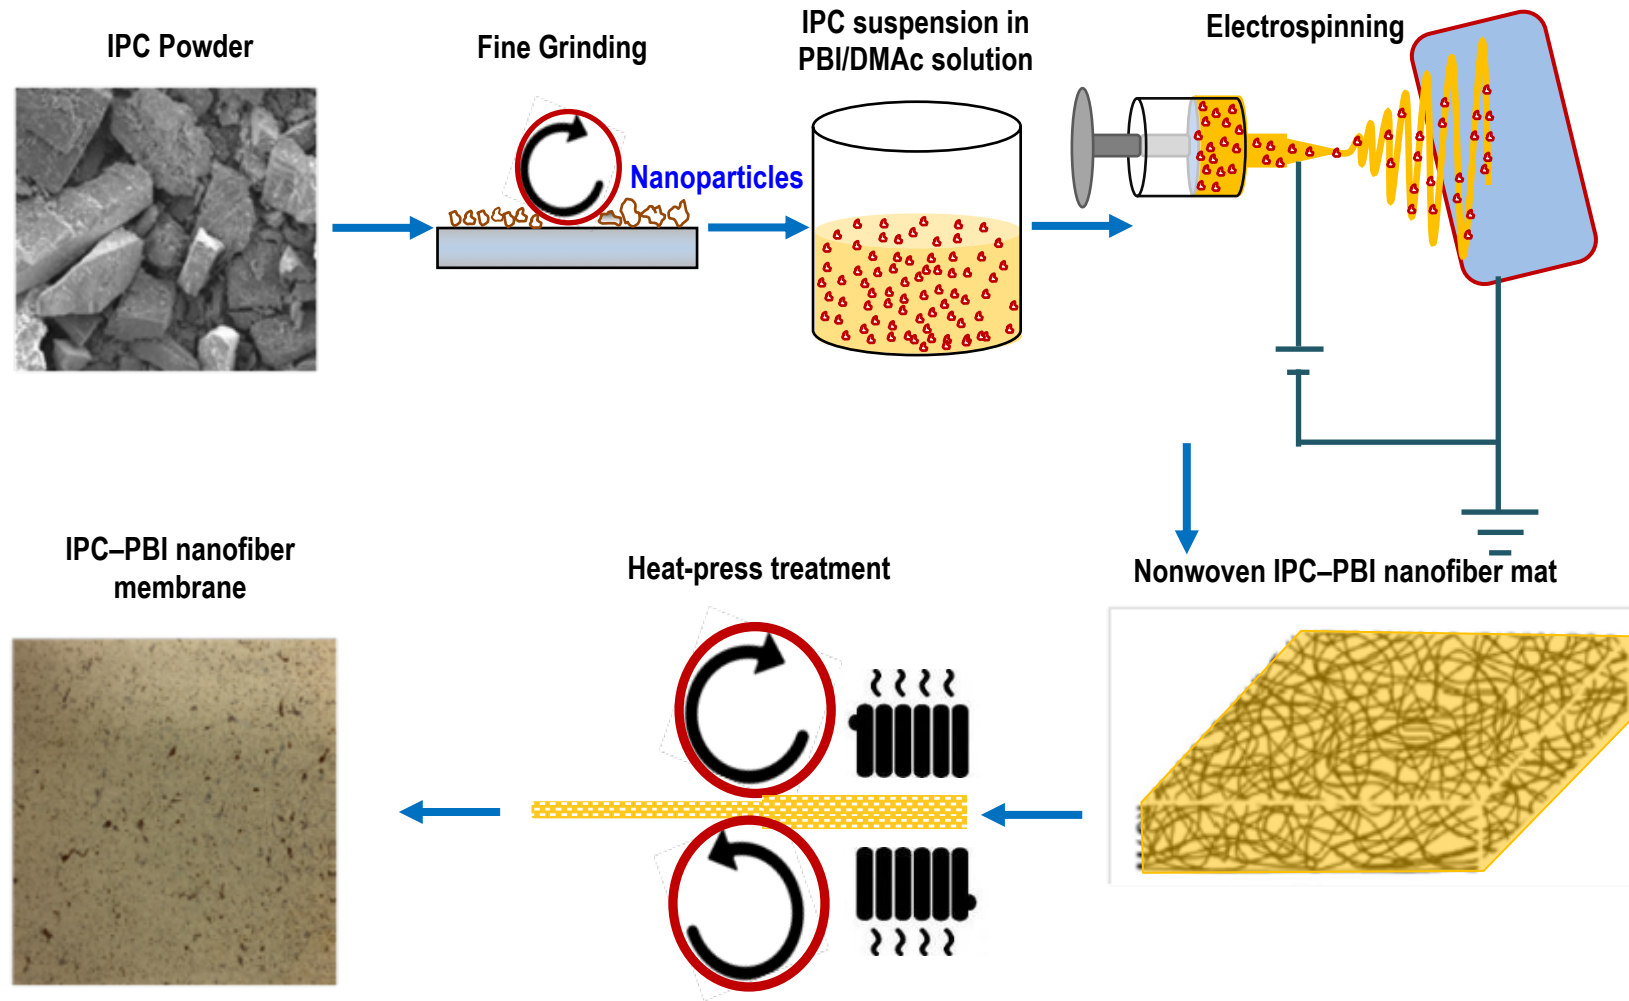 IPC Powder
Fine Grinding
Nanoparticles
IPC suspension in
PBI/DMAc solution
Electrospinning
Nonwoven IPC–PBI nanofiber mat
Heat-press treatment
IPC–PBI nanofiber
membrane